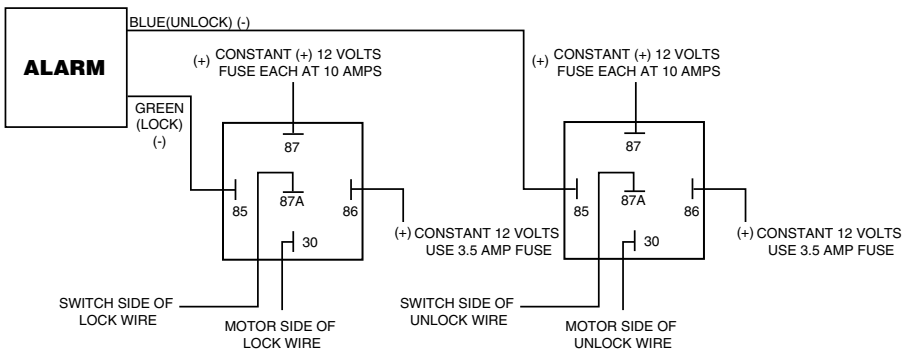 BLUE(UNLOCK) (-)
ALARM
GREEN
(LOCK)
(-)
(+) CONSTANT (+) 12 VOLTS
FUSE EACH AT 10 AMPS
87
85
87A
86
30
(+) CONSTANT 12 VOLTS
USE 3.5 AMP FUSE
SWITCH SIDE OF
LOCK WIRE
MOTOR SIDE OF
LOCK WIRE
(+) CONSTANT (+) 12 VOLTS
FUSE EACH AT 10 AMPS
87
85
87A
86
30
(+) CONSTANT 12 VOLTS
USE 3.5 AMP FUSE
SWITCH SIDE OF
UNLOCK WIRE
MOTOR SIDE OF
UNLOCK WIRE